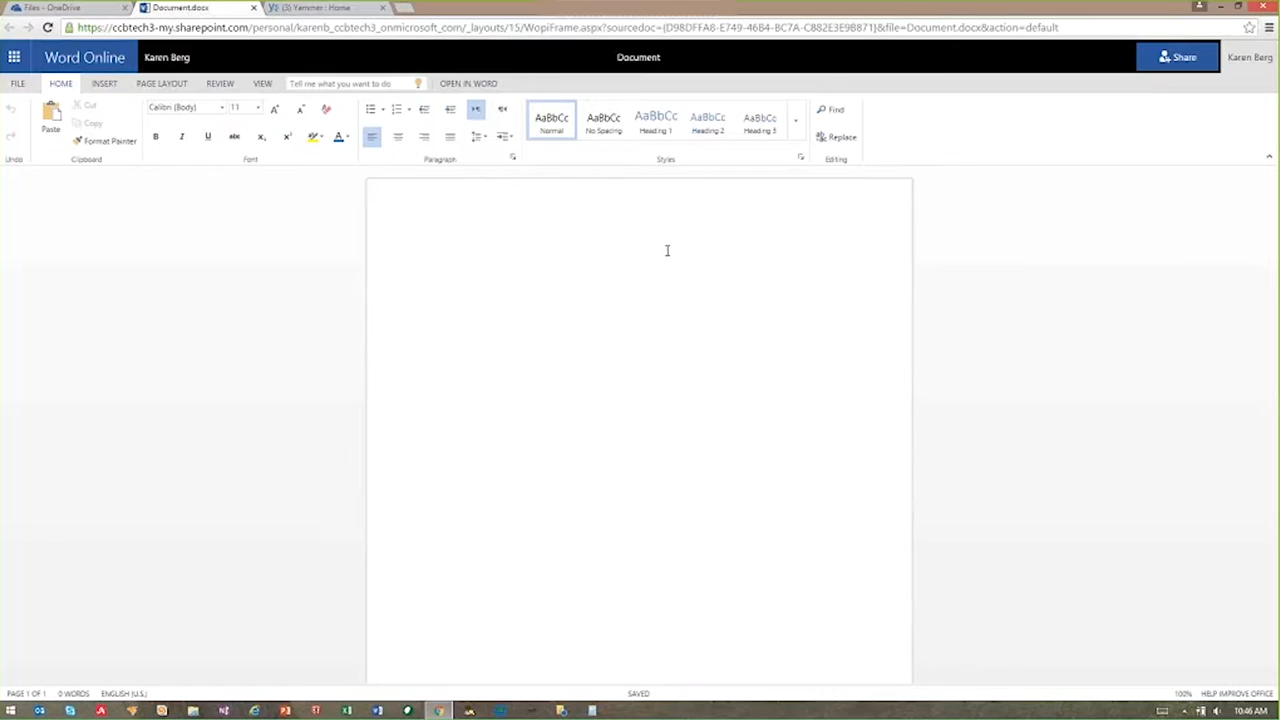 Files - OneDrive
Document.docx
(3) Yammer : Home
https://ccbtech3-my.sharepoint.com/personal/karenb_ccbtech3_onmicrosoft_com/_layouts/15/WopiFrame.aspx?sourcedoc={D98DFFA8-E749-46B4-BC7A-C882E3E9B871}&file=Document.docx&action=default
Word Online
Karen Berg
Document
Share
Karen Berg
FILE
HOME
INSERT
PAGE LAYOUT
REVIEW
VIEW
Tell me what you want to do
OPEN IN WORD
Undo
Paste
Cut
Copy
Format Painter
Clipboard
Calibri (Body)
11
B I U abc X₂ X²
Font
Paragraph
AaBbCc
Normal
AaBbCc
No Spacing
AaBbCc
Heading 1
AaBbCc
Heading 2
AaBbCc
Heading 3
Styles
Find
Replace
Editing
PAGE 1 OF 1
0 WORDS
ENGLISH (U.S.)
SAVED
100%
HELP IMPROVE OFFICE
10:46 AM